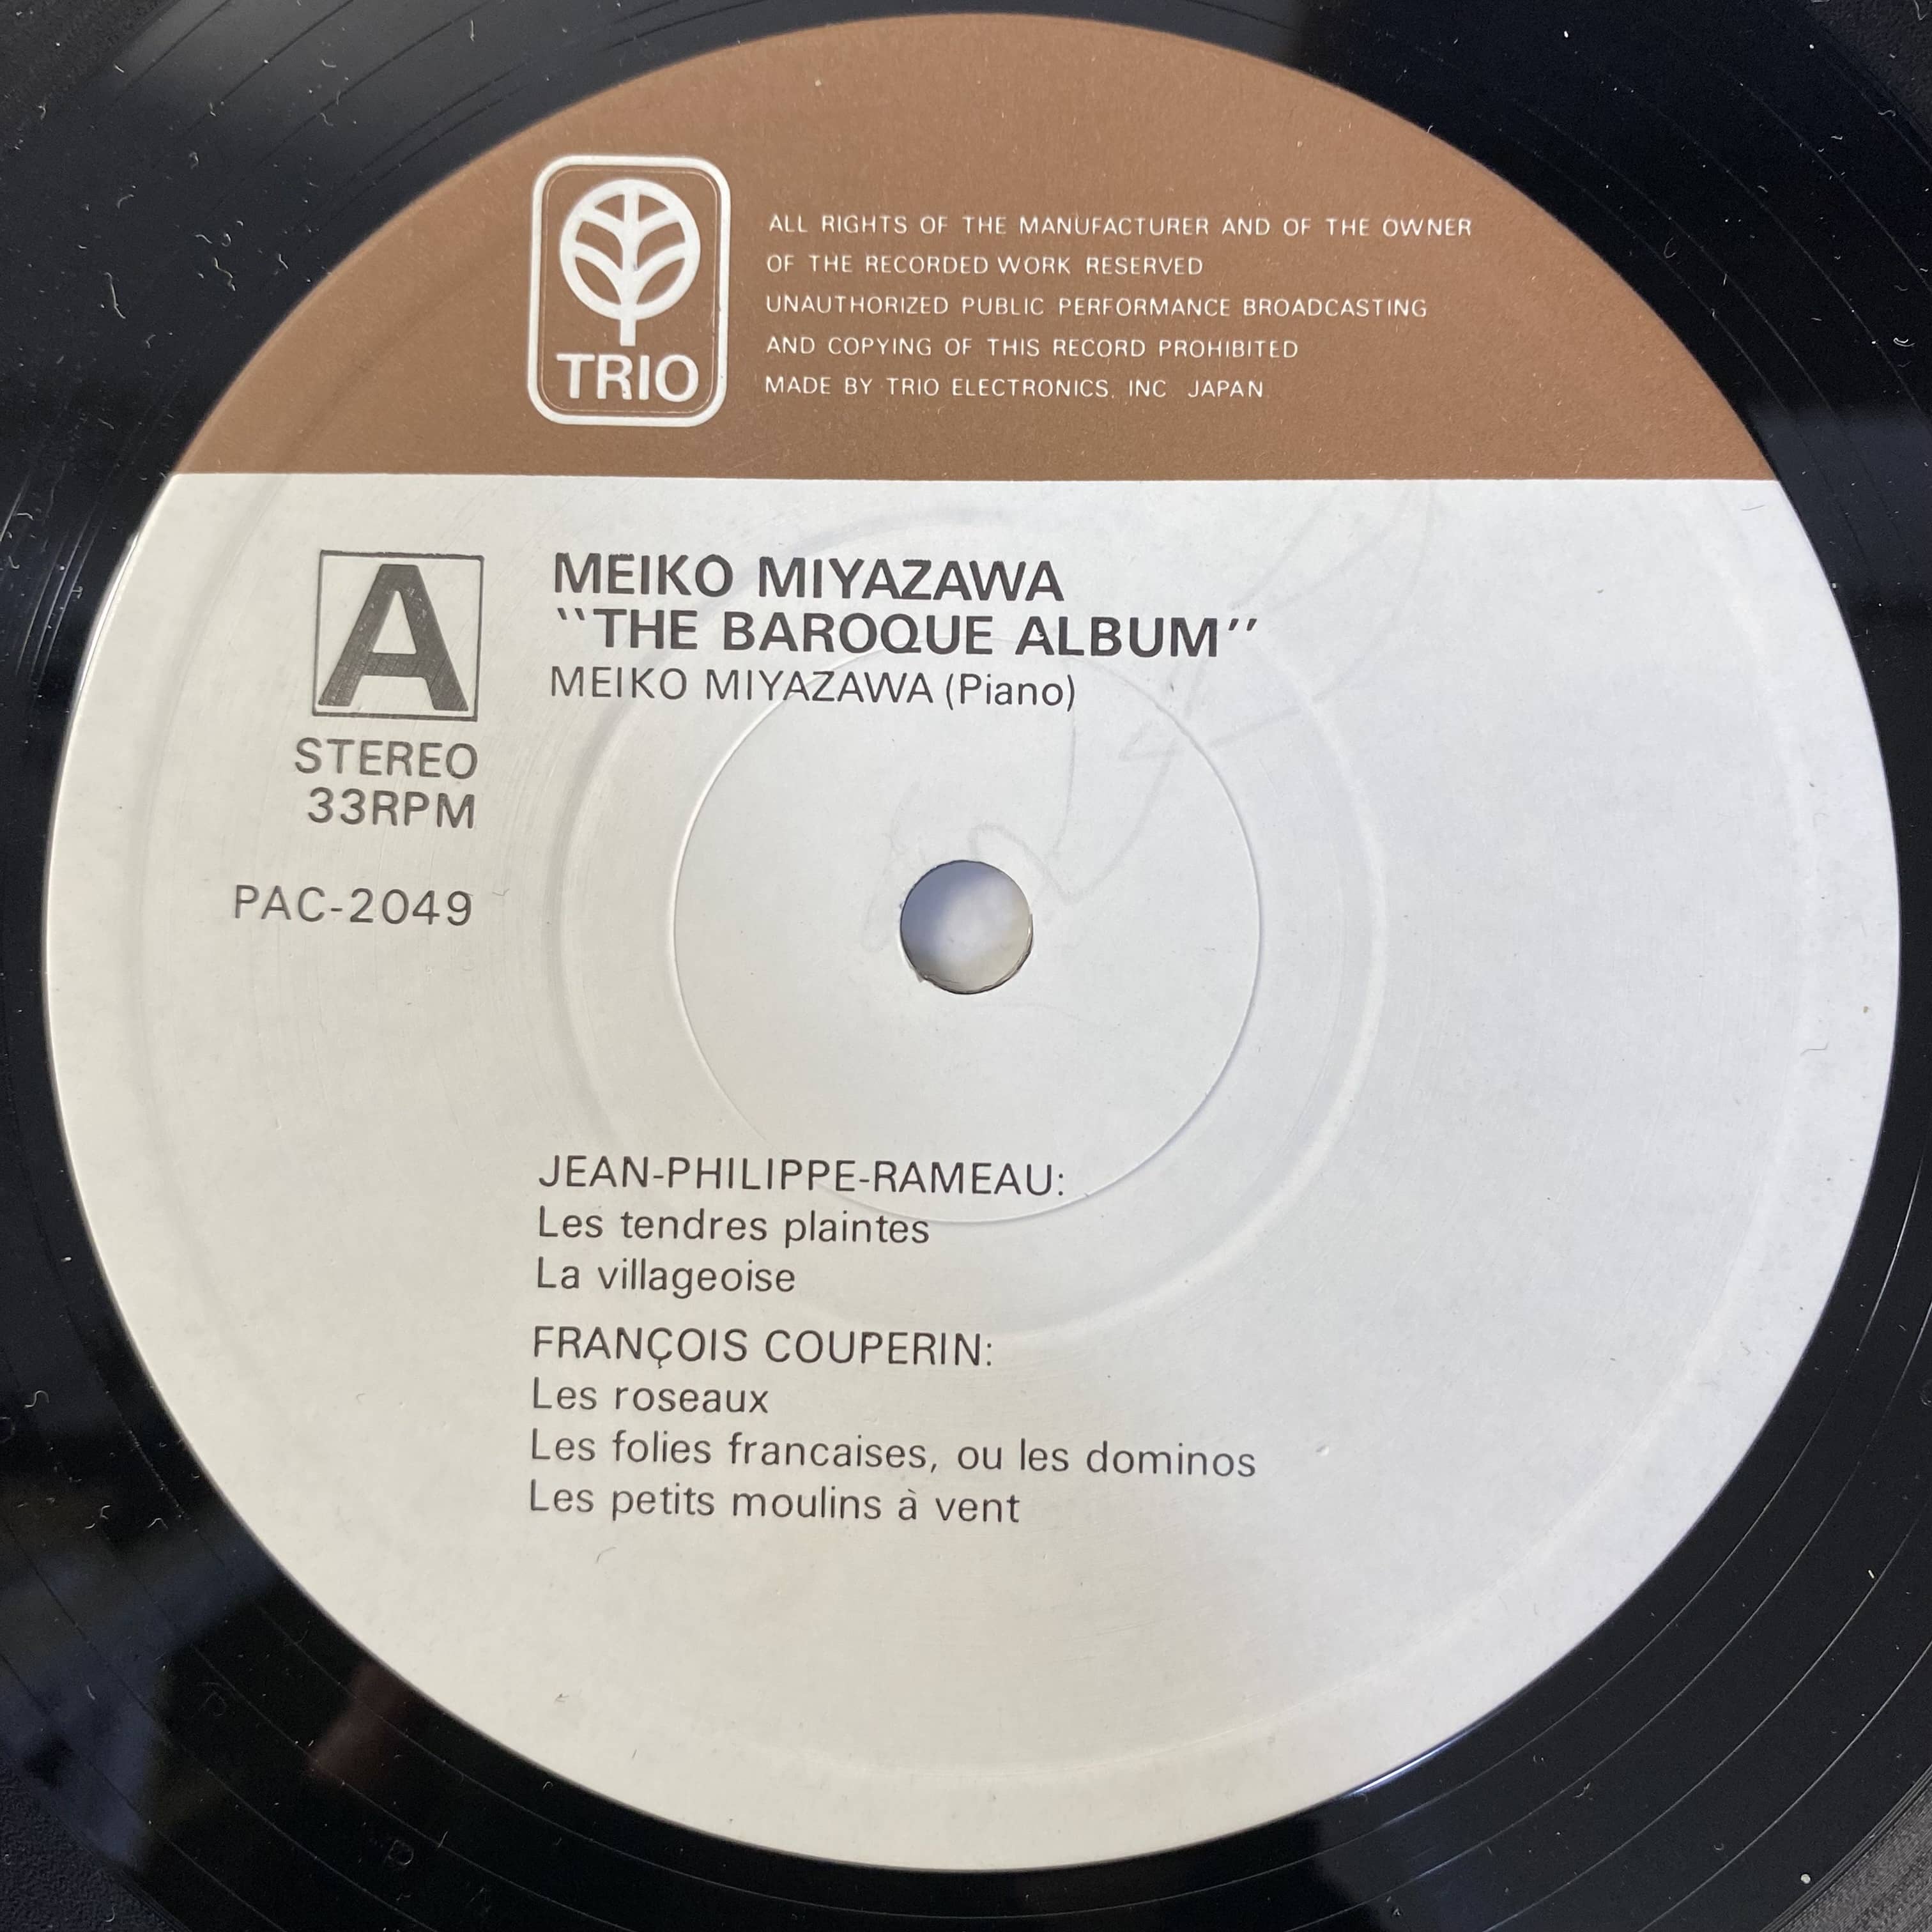 TRIO
ALL RIGHTS OF THE MANUFACTURER AND OF THE OWNER
OF THE RECORDED WORK RESERVED
UNAUTHORIZED PUBLIC PERFORMANCE BROADCASTING
AND COPYING OF THIS RECORD PROHIBITED
MADE BY TRIO ELECTRONICS, INC JAPAN
A
STEREO
33RPM
PAC-2049
MEIKO MIYAZAWA
"THE BAROQUE ALBUM"
MEIKO MIYAZAWA (Piano)
JEAN-PHILIPPE-RAMEAU:
Les tendres plaintes
La villageoise
FRANÇOIS COUPERIN:
Les roseaux
Les folies francaises, ou les dominos
Les petits moulins à vent